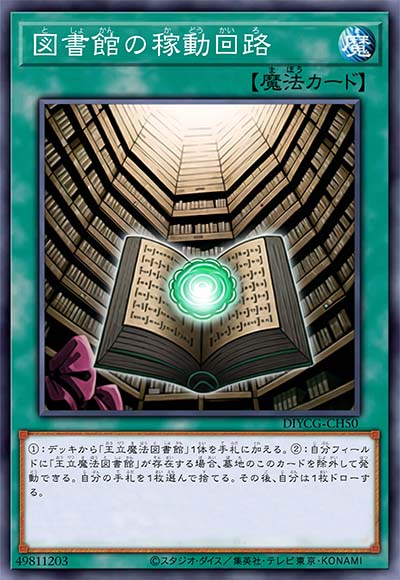 図書館の稼動回路
魔
【魔法カード】
DIYCG-CH50
①：デッキから「王立魔法図書館」1体を手札に加える。②：自分フィール
ドに「王立魔法図書館」が存在する場合、墓地のこのカードを除外して発
動できる。自分の手札を1枚選んで捨てる。その後、自分は1枚ドローす
る。
49811203
©スタジオ・ダイス／集英社・テレビ東京・KONAMI